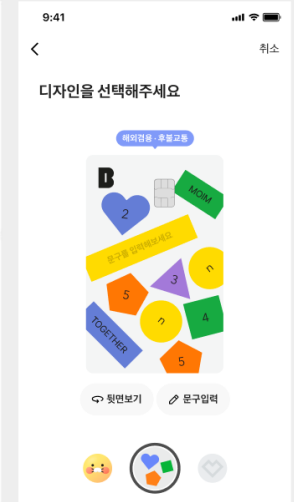 9:41
취소
디자인을 선택해주세요
해외겸용 · 후불교통
B
MOIM
2
문구를 입력해보세요
n
3
5
n
4
TOGETHER
5
뒷면보기
문구입력